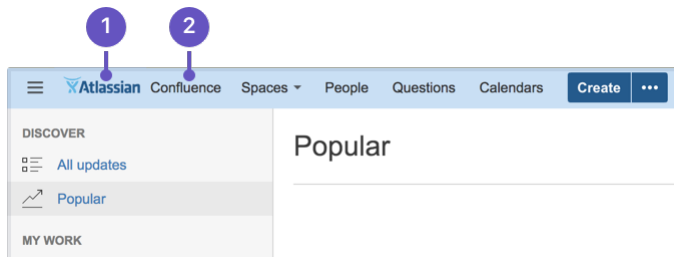 1 2
Atlassian Confluence Spaces People Questions Calendars Create •••
DISCOVER
Popular
All updates
Popular
MY WORK